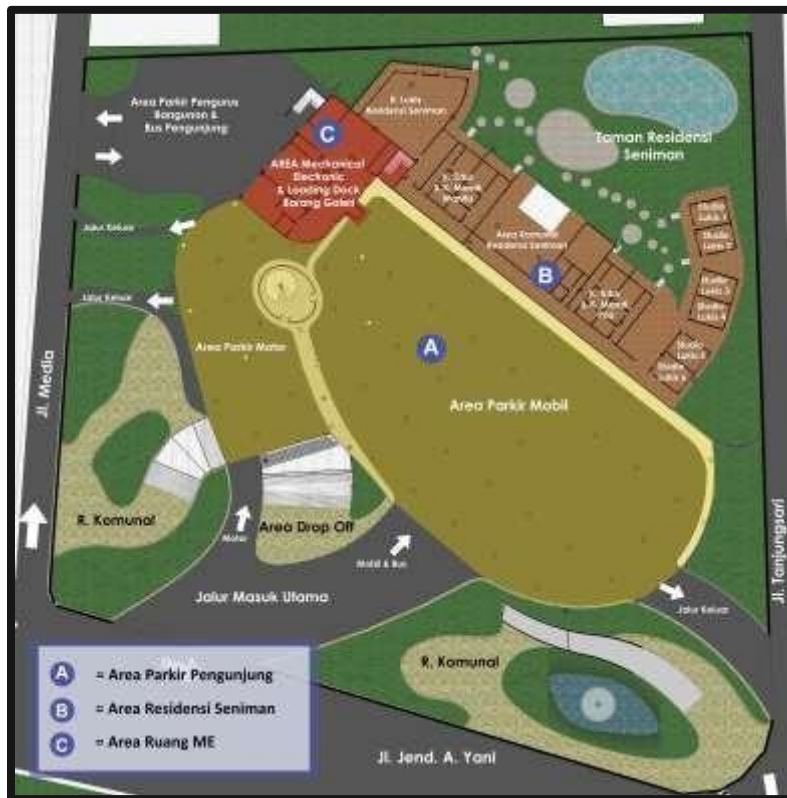 Area Parkir Pengurus
Bangunan &
Bus Pengunjung
R. Lukis
Residensi Seniman
C
AREA Mechanical
Electronic
& Loading Dock
Barang Galeri
Taman Residensi
Seniman
Studio
Lukis 1
Studio
Lukis 2
Studio
Lukis 3
Studio
Lukis 4
Studio
Lukis 5
Studio
Lukis 6
Residensi Seniman
B
Jalur Keluar
Jalur Keluar
Area Parkir Motor
A
Area Parkir Mobil
Jl. Media
Jl. Tanjungsari
R. Komunal
Area Drop Off
Motor
Mobil & Bus
Jalur Masuk Utama
Jalur Keluar
R. Komunal
A = Area Parkir Pengunjung
B = Area Residensi Seniman
C = Area Ruang ME
Jl. Jend. A. Yani